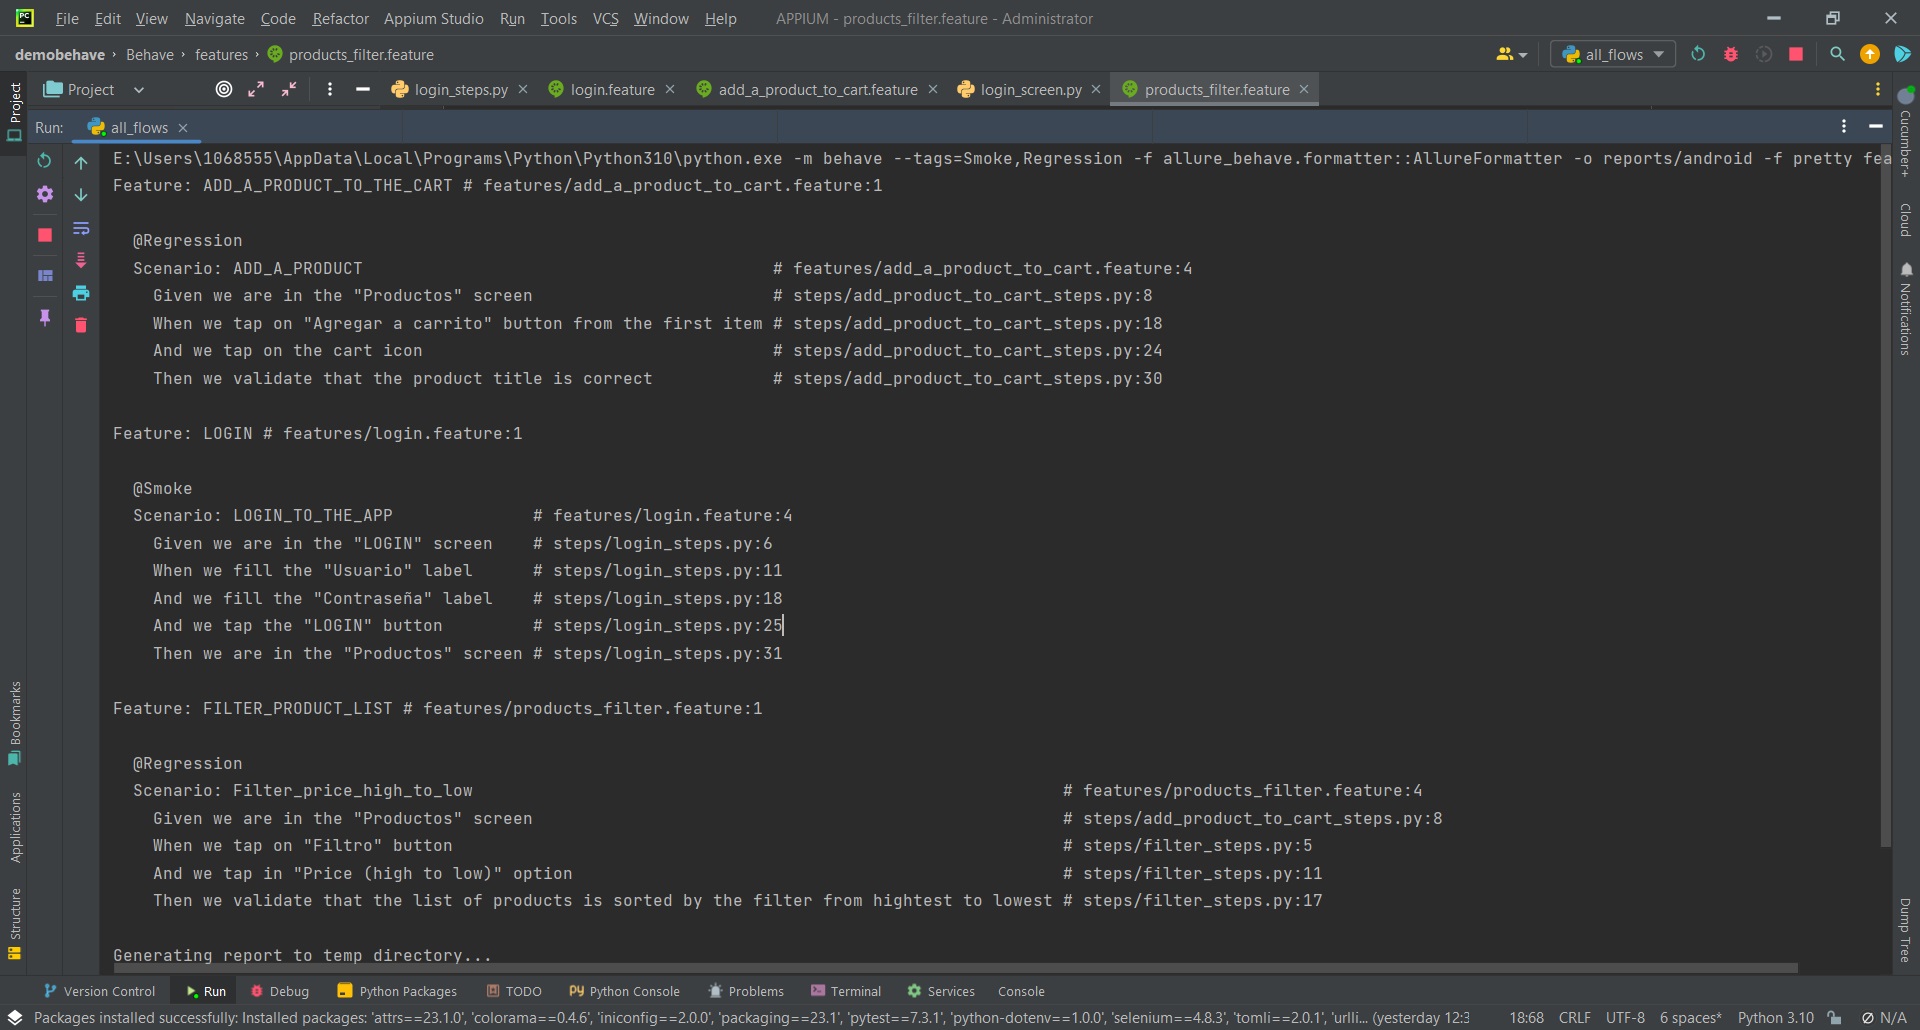 File Edit View Navigate Code Refactor Appium Studio Run Tools VCS Window Help APPIUM - products_filter.feature - Administrator
demobehave › Behave › features › products_filter.feature all_flows
Project login_steps.py login.feature add_a_product_to_cart.feature login_screen.py products_filter.feature
Run: all_flows
E:\Users\1068555\AppData\Local\Programs\Python\Python310\python.exe -m behave --tags=Smoke,Regression -f allure_behave.formatter::AllureFormatter -o reports/android -f pretty fea
Feature: ADD_A_PRODUCT_TO_THE_CART # features/add_a_product_to_cart.feature:1
@Regression
Scenario: ADD_A_PRODUCT # features/add_a_product_to_cart.feature:4
Given we are in the "Productos" screen # steps/add_product_to_cart_steps.py:8
When we tap on "Agregar a carrito" button from the first item # steps/add_product_to_cart_steps.py:18
And we tap on the cart icon # steps/add_product_to_cart_steps.py:24
Then we validate that the product title is correct # steps/add_product_to_cart_steps.py:30
Feature: LOGIN # features/login.feature:1
@Smoke
Scenario: LOGIN_TO_THE_APP # features/login.feature:4
Given we are in the "LOGIN" screen # steps/login_steps.py:6
When we fill the "Usuario" label # steps/login_steps.py:11
And we fill the "Contraseña" label # steps/login_steps.py:18
And we tap the "LOGIN" button # steps/login_steps.py:25
Then we are in the "Productos" screen # steps/login_steps.py:31
Feature: FILTER_PRODUCT_LIST # features/products_filter.feature:1
@Regression
Scenario: Filter_price_high_to_low # features/products_filter.feature:4
Given we are in the "Productos" screen # steps/add_product_to_cart_steps.py:8
When we tap on "Filtro" button # steps/filter_steps.py:5
And we tap in "Price (high to low)" option # steps/filter_steps.py:11
Then we validate that the list of products is sorted by the filter from hightest to lowest # steps/filter_steps.py:17
Generating report to temp directory...
Project
Bookmarks
Applications
Structure
Cucumber+
Cloud
Notifications
Dump Tree
Version Control Run Debug Python Packages TODO Python Console Problems Terminal Services Console
Packages installed successfully: Installed packages: 'attrs==23.1.0', 'colorama==0.4.6', 'iniconfig==2.0.0', 'packaging==23.1', 'pytest==7.3.1', 'python-dotenv==1.0.0', 'selenium==4.8.3', 'tomli==2.0.1', 'urlli... (yesterday 12:3 18:68 CRLF UTF-8 6 spaces* Python 3.10 N/A